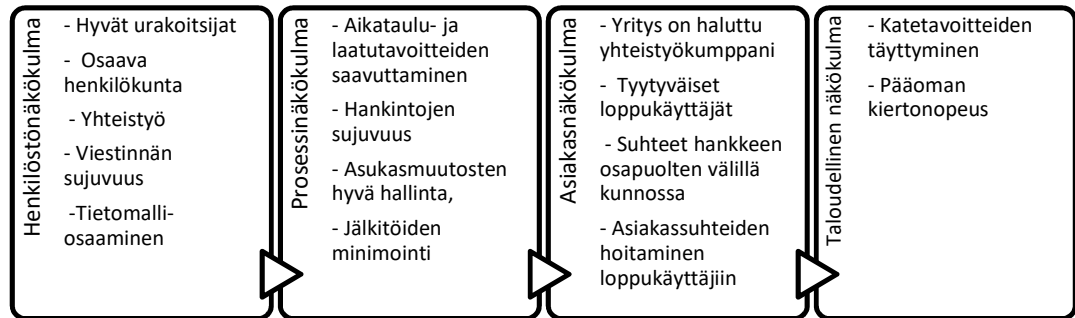 Henkilöstönäkökulma
- Hyvät urakoitsijat
- Osaava
henkilökunta
- Yhteistyö
- Viestinnän
sujuvuus
-Tietomalli-
osaaminen
Prosessinäkökulma
- Aikataulu- ja
laatutavoitteiden
saavuttaminen
- Hankintojen
sujuvuus
- Asukasmuutosten
hyvä hallinta,
- Jälkitöiden
minimointi
Asiakasnäkökulma
- Yritys on haluttu
yhteistyökumppani
- Tyytyväiset
loppukäyttäjät
- Suhteet hankkeen
osapuolten välillä
kunnossa
- Asiakassuhteiden
hoitaminen
loppukäyttäjiin
Taloudellinen näkökulma
- Katetavoitteiden
täyttyminen
- Pääoman
kiertonopeus